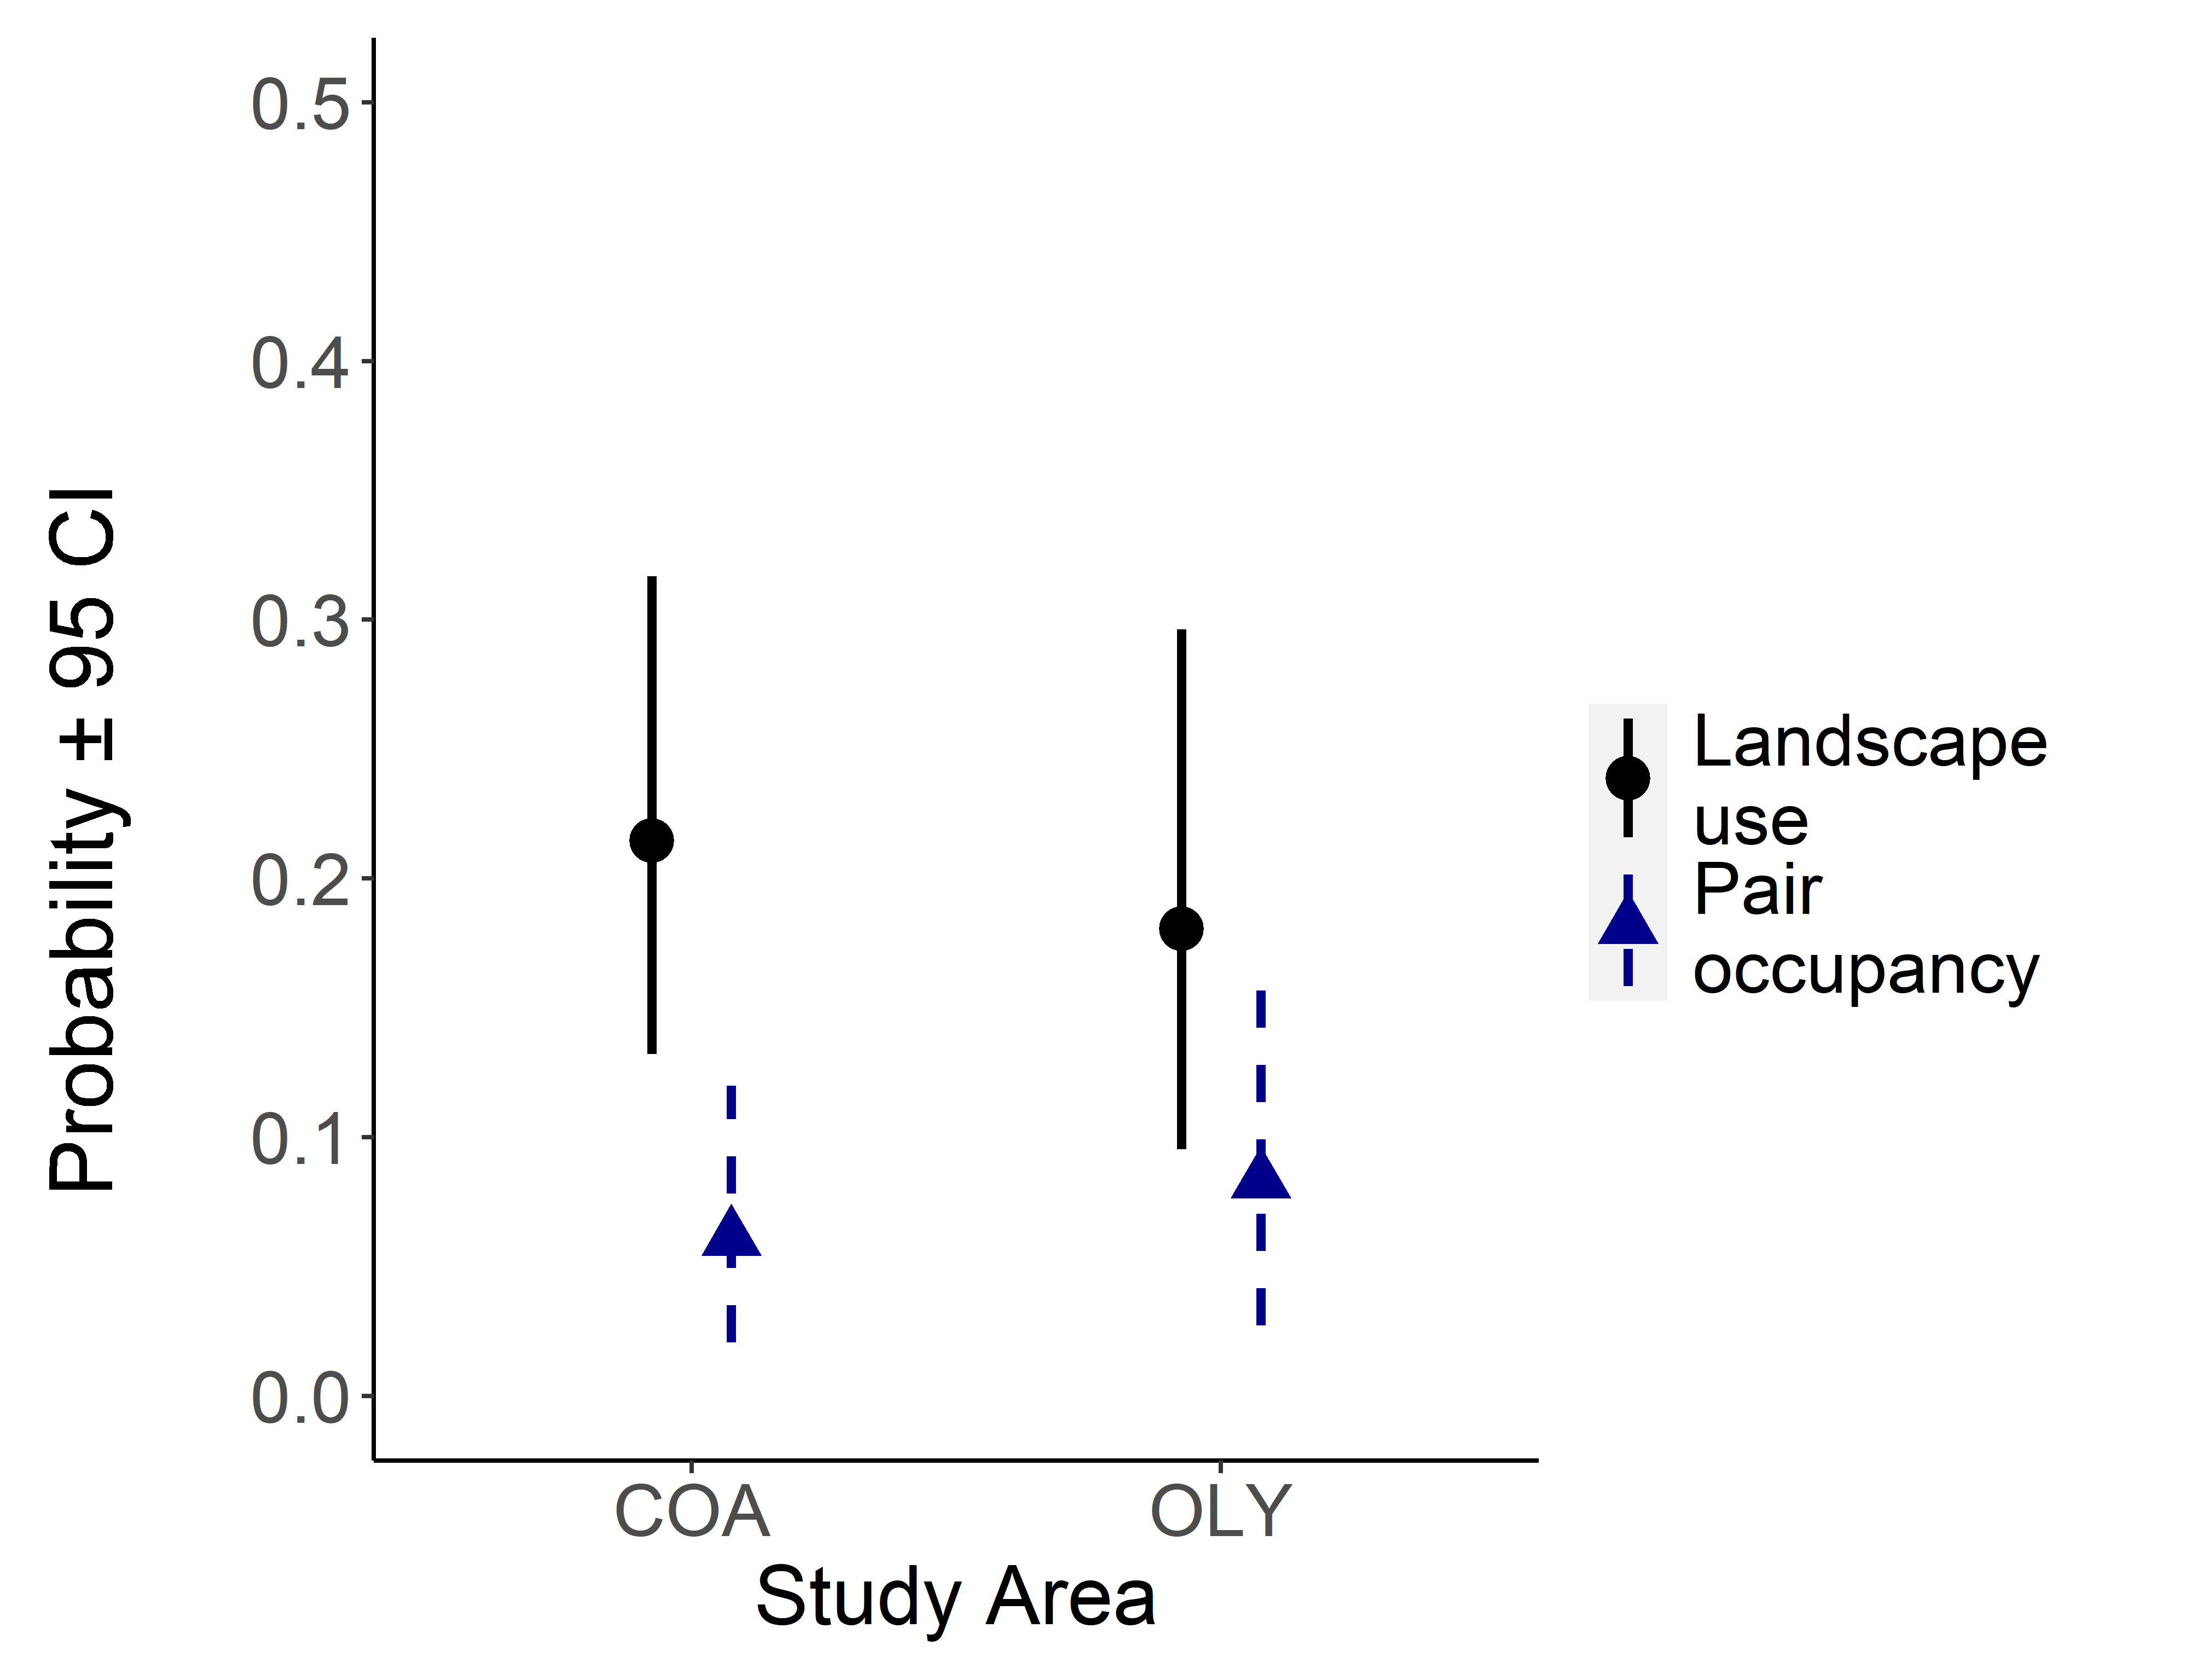 0.5
0.4
0.3
0.2
0.1
0.0
Probability ± 95 CI
COA
OLY
Study Area
Landscape
use
Pair
occupancy